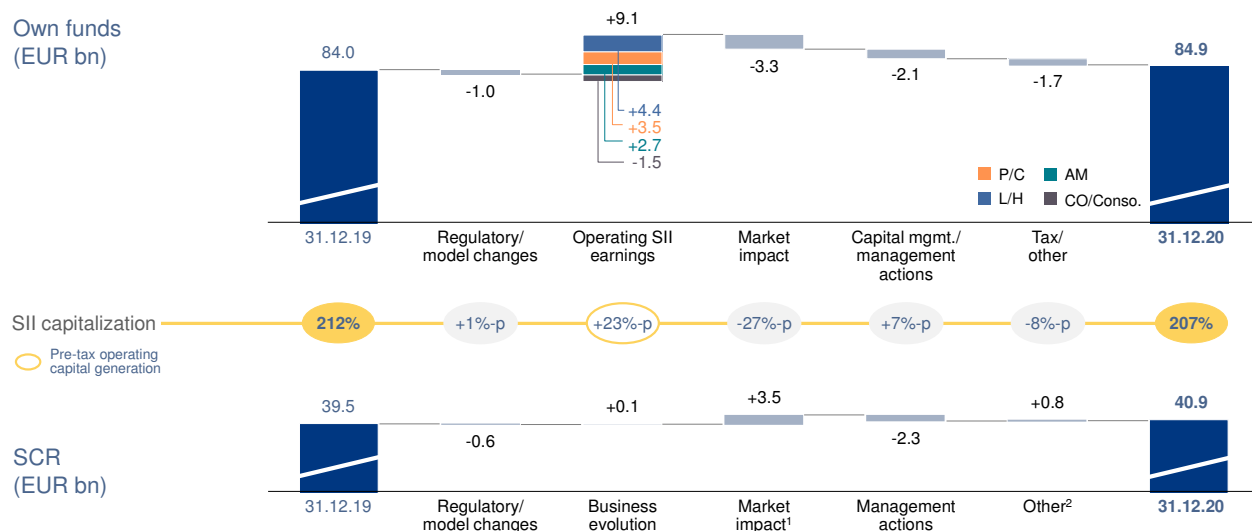 Own funds
(EUR bn)
84.0
-1.0
+9.1
+4.4
+3.5
+2.7
-1.5
-3.3
-2.1
-1.7
84.9
P/C
AM
L/H
CO/Conso.
31.12.19
Regulatory/
model changes
Operating SII
earnings
Market
impact
Capital mgmt./
management
actions
Tax/
other
31.12.20
SII capitalization
212%
+1%-p
+23%-p
-27%-p
+7%-p
-8%-p
207%
Pre-tax operating
capital generation
SCR
(EUR bn)
39.5
-0.6
+0.1
+3.5
-2.3
+0.8
40.9
31.12.19
Regulatory/
model changes
Business
evolution
Market
impact¹
Management
actions
Other²
31.12.20